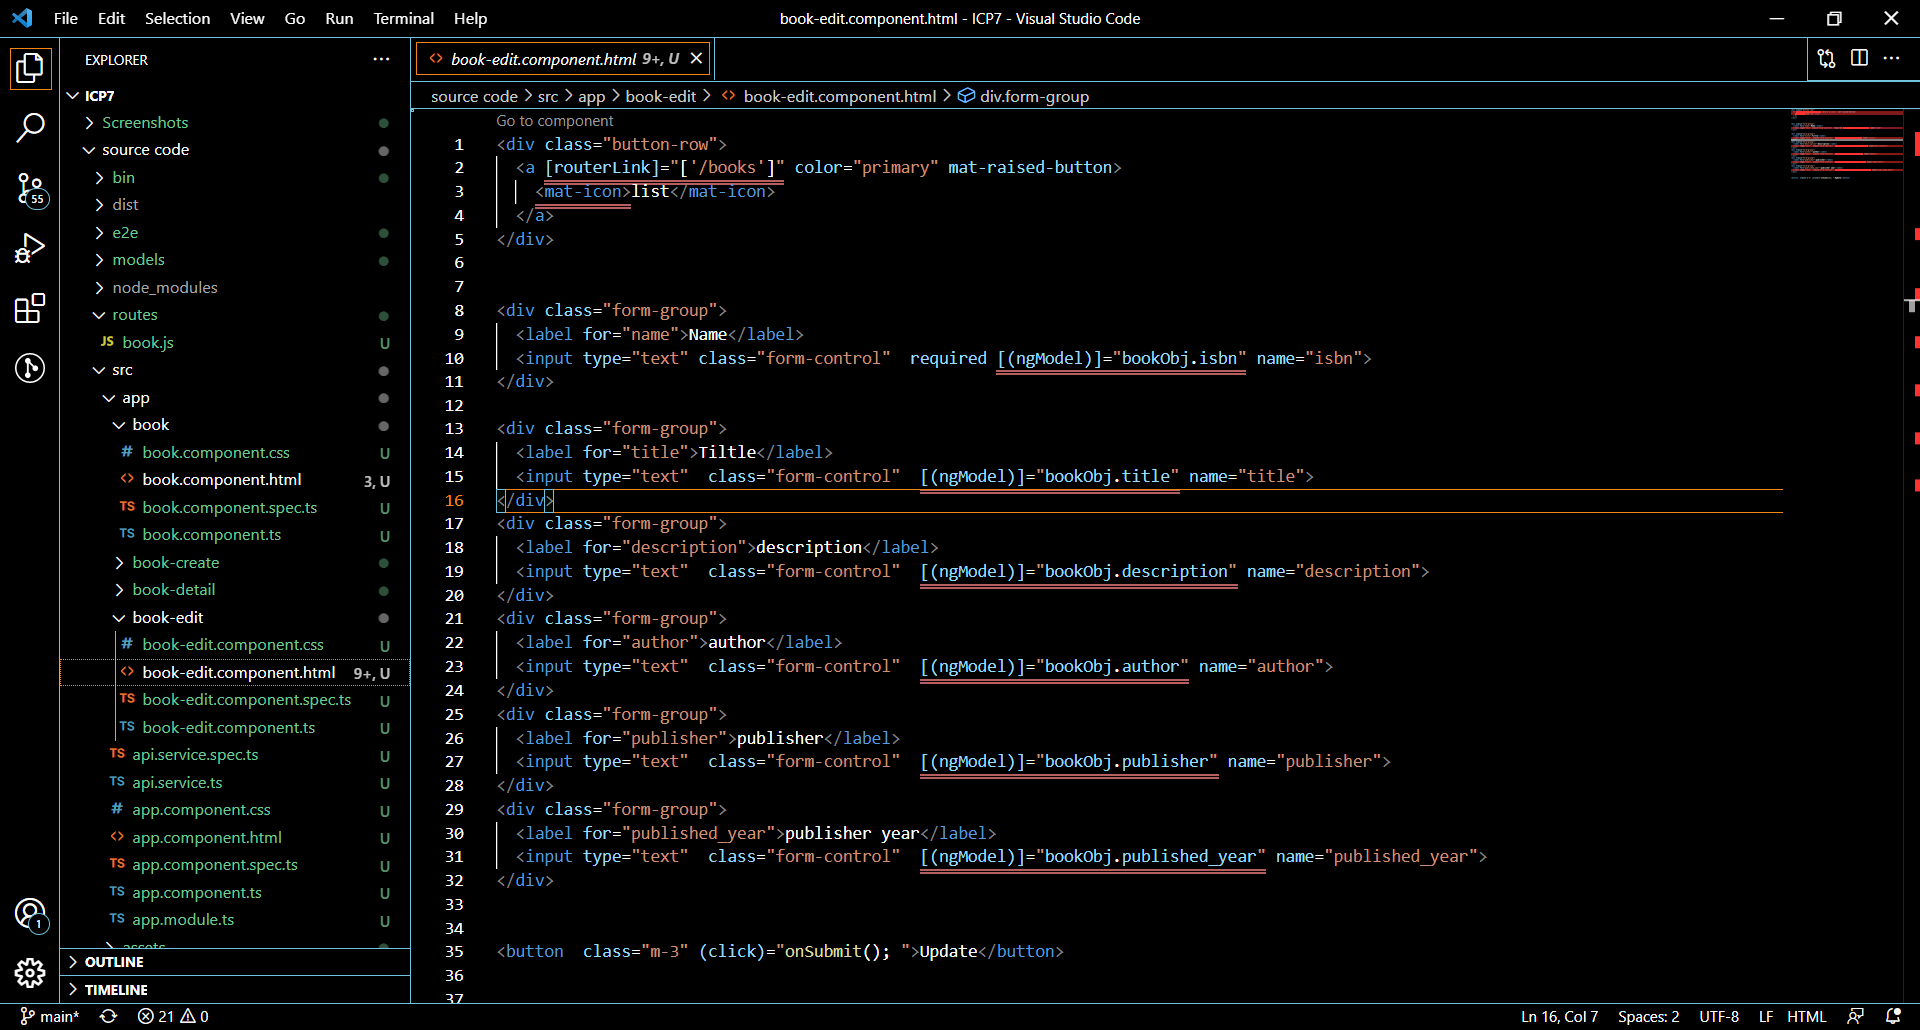 File Edit Selection View Go Run Terminal Help
book-edit.component.html - ICP7 - Visual Studio Code
EXPLORER
ICP7
Screenshots
source code
bin
dist
e2e
models
node_modules
routes
JS book.js U
src
app
book
# book.component.css U
<> book.component.html 3, U
TS book.component.spec.ts U
TS book.component.ts U
book-create
book-detail
book-edit
# book-edit.component.css U
<> book-edit.component.html 9+, U
TS book-edit.component.spec.ts U
TS book-edit.component.ts U
TS api.service.spec.ts U
TS api.service.ts U
# app.component.css U
<> app.component.html U
TS app.component.spec.ts U
TS app.component.ts U
TS app.module.ts U
assets
OUTLINE
TIMELINE
55
1
<> book-edit.component.html 9+, U
source code > src > app > book-edit > <> book-edit.component.html > div.form-group
Go to component
1 <div class="button-row">
2   <a [routerLink]="['/books']" color="primary" mat-raised-button>
3     <mat-icon>list</mat-icon>
4   </a>
5 </div>
6
7
8 <div class="form-group">
9   <label for="name">Name</label>
10   <input type="text" class="form-control"  required [(ngModel)]="bookObj.isbn" name="isbn">
11 </div>
12
13 <div class="form-group">
14   <label for="title">Tiltle</label>
15   <input type="text"  class="form-control"  [(ngModel)]="bookObj.title" name="title">
16 </div>
17 <div class="form-group">
18   <label for="description">description</label>
19   <input type="text"  class="form-control"  [(ngModel)]="bookObj.description" name="description">
20 </div>
21 <div class="form-group">
22   <label for="author">author</label>
23   <input type="text"  class="form-control"  [(ngModel)]="bookObj.author" name="author">
24 </div>
25 <div class="form-group">
26   <label for="publisher">publisher</label>
27   <input type="text"  class="form-control"  [(ngModel)]="bookObj.publisher" name="publisher">
28 </div>
29 <div class="form-group">
30   <label for="published_year">publisher year</label>
31   <input type="text"  class="form-control"  [(ngModel)]="bookObj.published_year" name="published_year">
32 </div>
33
34
35 <button  class="m-3" (click)="onSubmit(); ">Update</button>
36
37
main* 21 0
Ln 16, Col 7 Spaces: 2 UTF-8 LF HTML